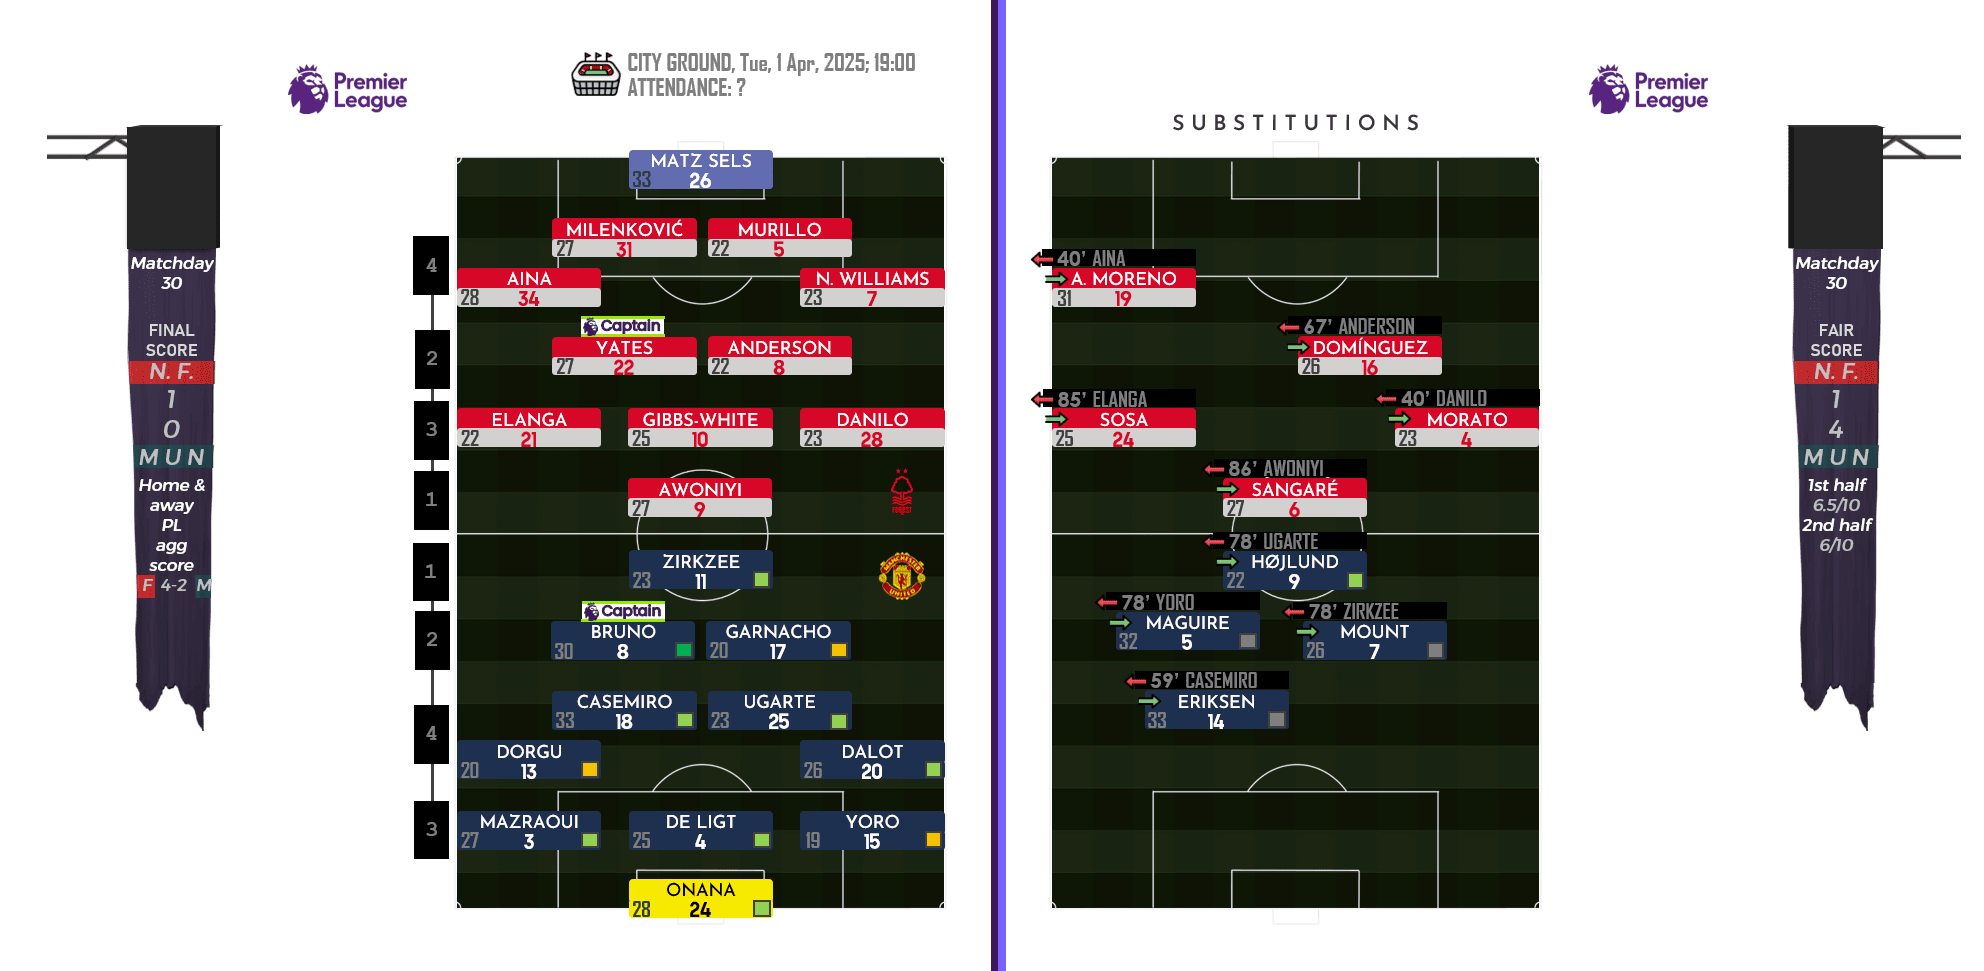 Premier
League
CITY GROUND, Tue, 1 Apr, 2025; 19:00
ATTENDANCE: ?
Matchday
30
FINAL
SCORE
N. F.
1
0
MUN
Home &
away
PL
agg
score
F 4-2 M
4
2
3
1
1
2
4
3
MATZ SELS
33 26
MILENKOVIĆ
27 31
MURILLO
22 5
AINA
28 34
N. WILLIAMS
23 7
Captain
YATES
27 22
ANDERSON
22 8
ELANGA
22 21
GIBBS-WHITE
25 10
DANILO
23 28
AWONIYI
27 9
FOREST
ZIRKZEE
23 11
MANCHESTER
UNITED
Captain
BRUNO
30 8
GARNACHO
20 17
CASEMIRO
33 18
UGARTE
23 25
DORGU
20 13
DALOT
26 20
MAZRAOUI
27 3
DE LIGT
25 4
YORO
19 15
ONANA
28 24
Premier
League
SUBSTITUTIONS
40' AINA
A. MORENO
31 19
67' ANDERSON
DOMÍNGUEZ
26 16
85' ELANGA
SOSA
25 24
40' DANILO
MORATO
23 4
86' AWONIYI
SANGARÉ
27 6
78' UGARTE
HØJLUND
22 9
78' YORO
MAGUIRE
32 5
78' ZIRKZEE
MOUNT
26 7
59' CASEMIRO
ERIKSEN
33 14
Matchday
30
FAIR
SCORE
N. F.
1
4
MUN
1st half
6.5/10
2nd half
6/10